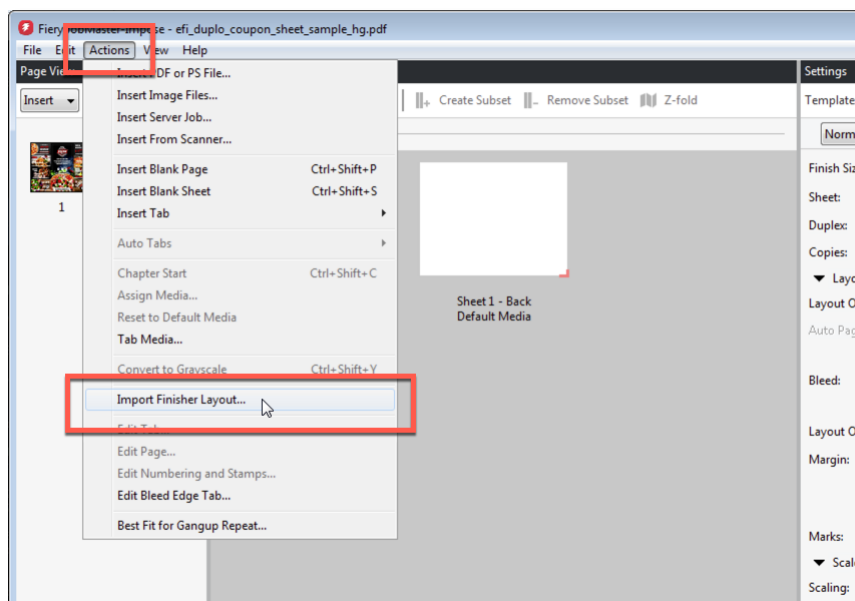 Fiery JobMaster-Impose - efi_duplo_coupon_sheet_sample_hg.pdf
File Edit Actions View Help
Page View
Settings
Insert
Create Subset
Remove Subset
Z-fold
Template
Norm
Insert PDF or PS File...
Insert Image Files...
Insert Server Job...
Insert From Scanner...
Insert Blank Page Ctrl+Shift+P
Insert Blank Sheet Ctrl+Shift+S
Insert Tab
Auto Tabs
Chapter Start Ctrl+Shift+C
Assign Media...
Reset to Default Media
Tab Media...
Convert to Grayscale Ctrl+Shift+Y
Import Finisher Layout...
Edit Tab...
Edit Page...
Edit Numbering and Stamps...
Edit Bleed Edge Tab...
Best Fit for Gangup Repeat...
1
Sheet 1 - Back
Default Media
Finish Siz
Sheet:
Duplex:
Copies:
Layo
Layout O
Auto Pag
Bleed:
Layout O
Margin:
Marks:
Scal
Scaling: